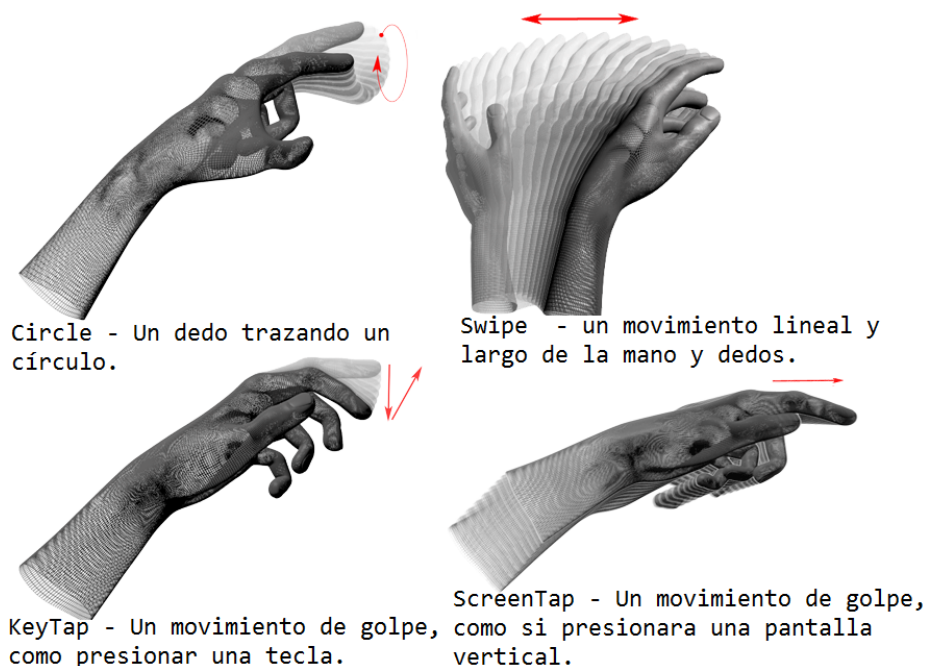 Circle - Un dedo trazando un
círculo.
Swipe  - un movimiento lineal y
largo de la mano y dedos.
KeyTap - Un movimiento de golpe,
como presionar una tecla.
ScreenTap - Un movimiento de golpe,
como si presionara una pantalla
vertical.